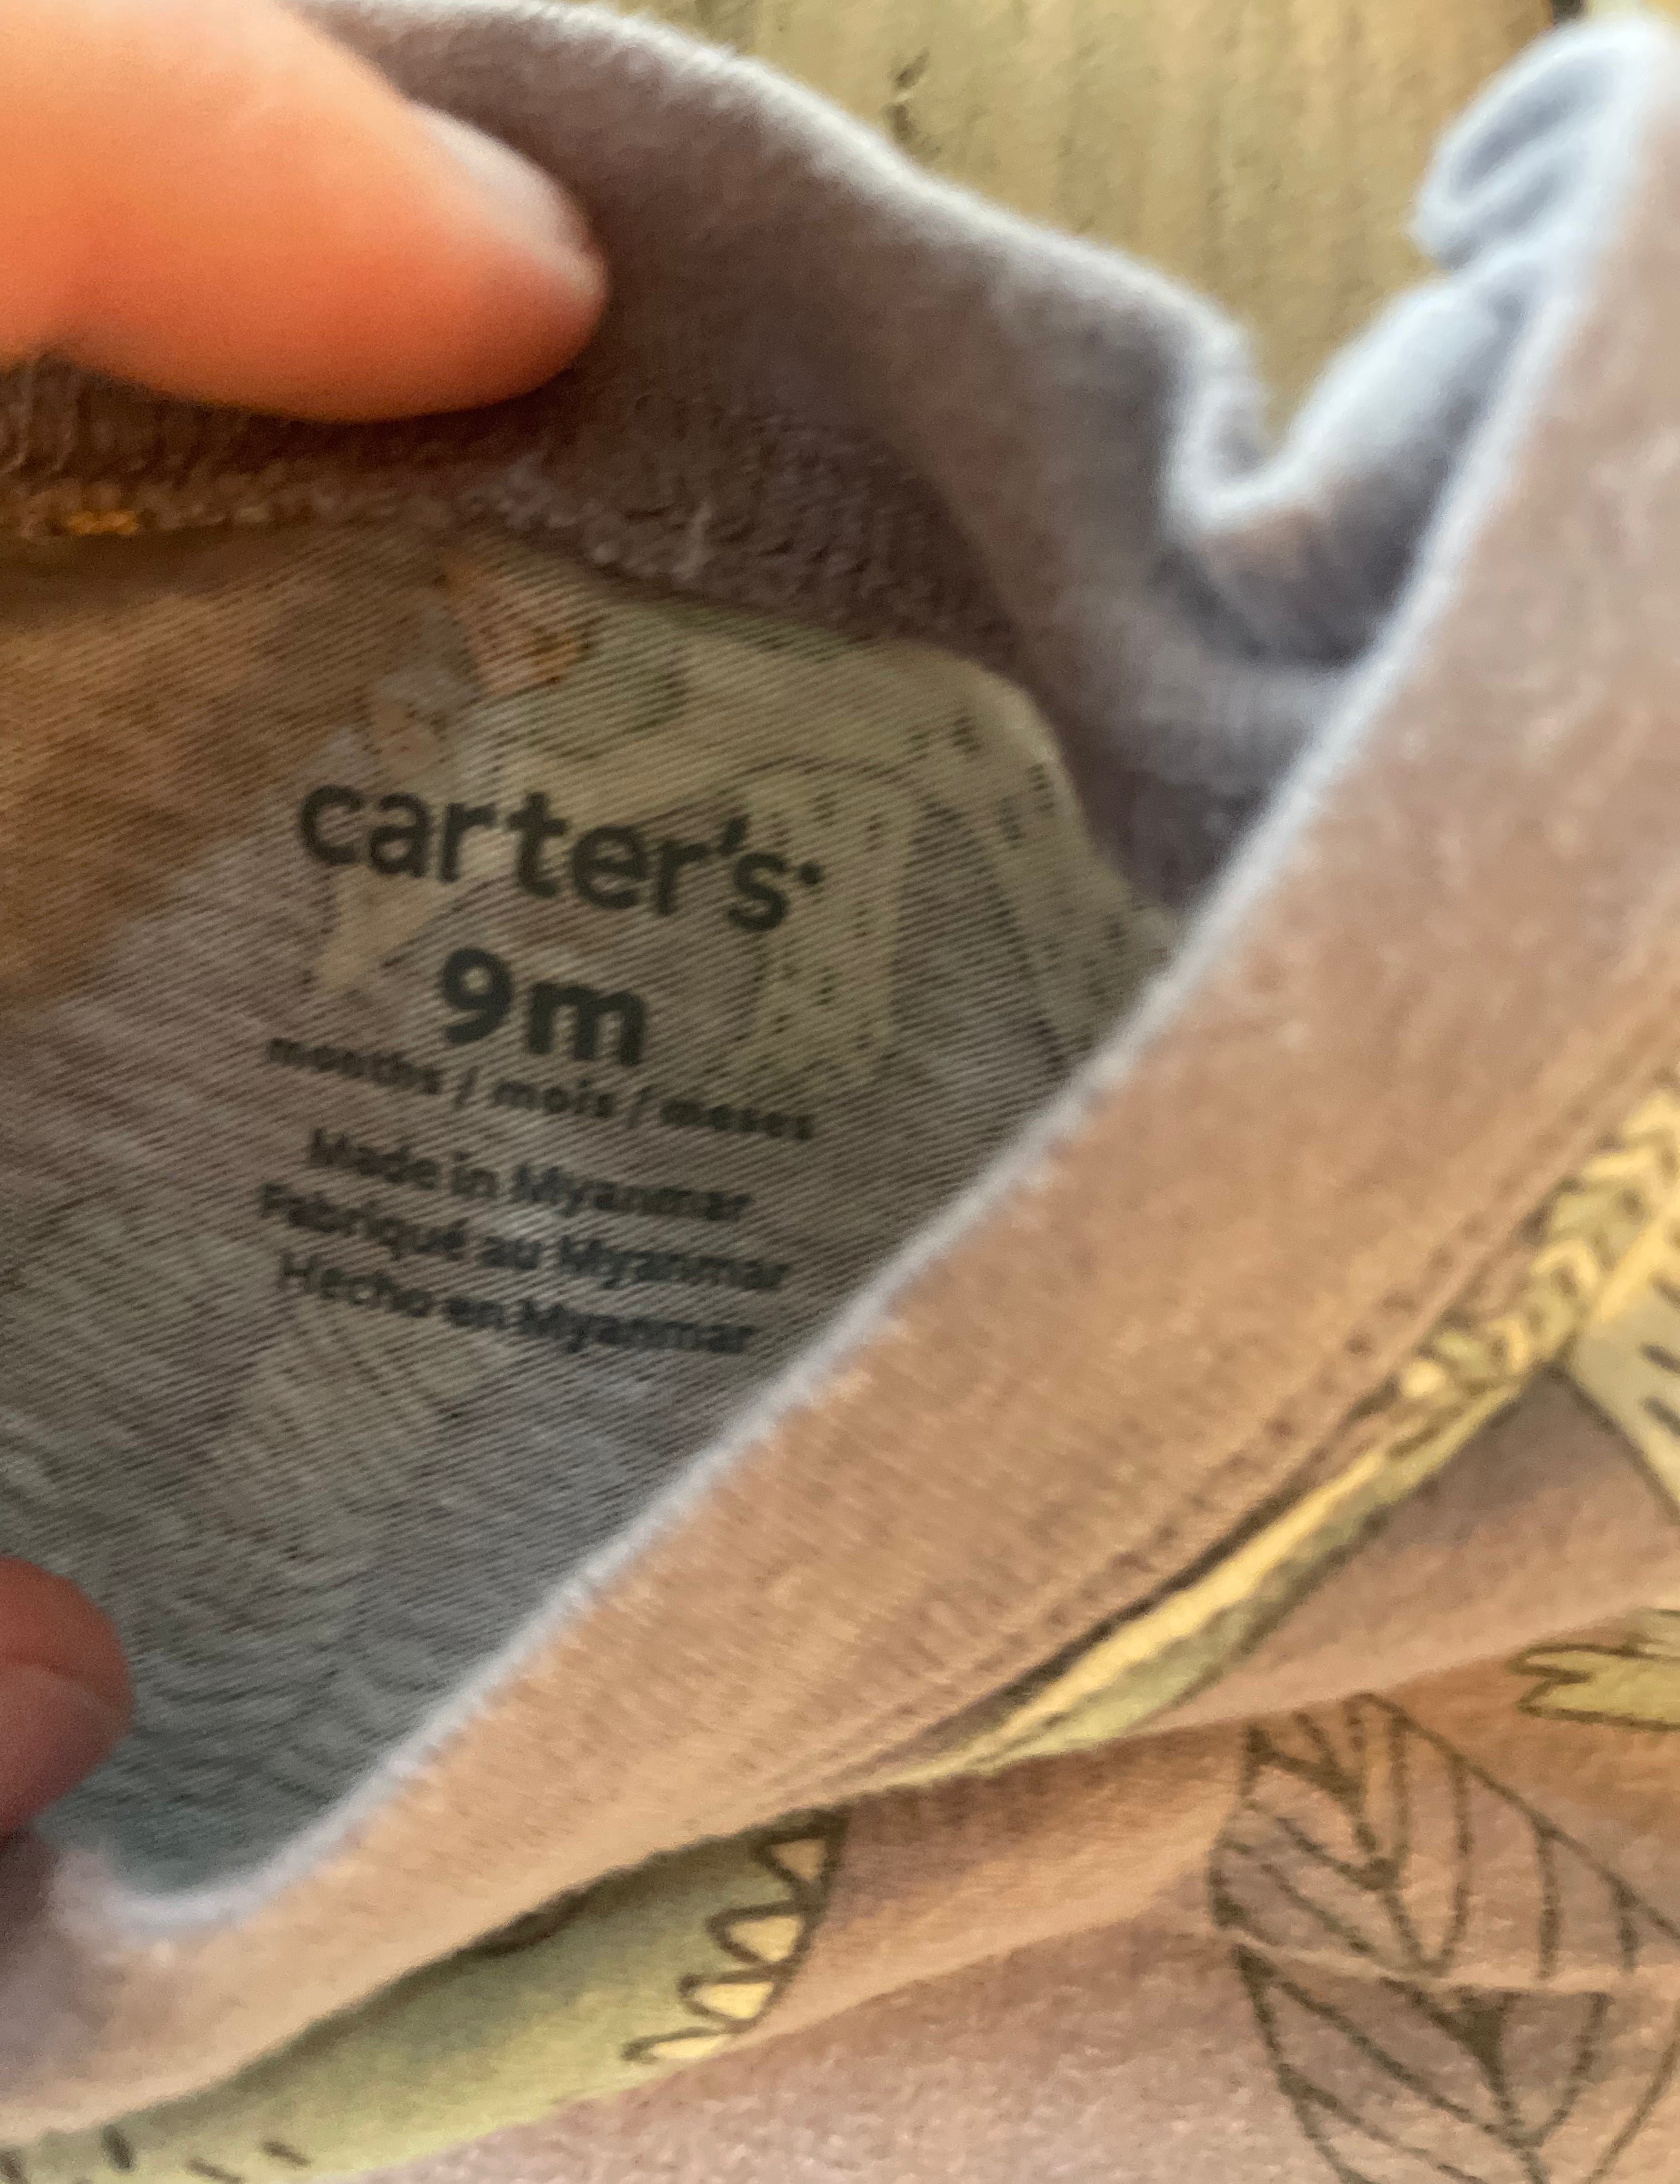 carter's
9m
months / mois / meses
Made in Myanmar
Fabriqué au Myanmar
Hecho en Myanmar